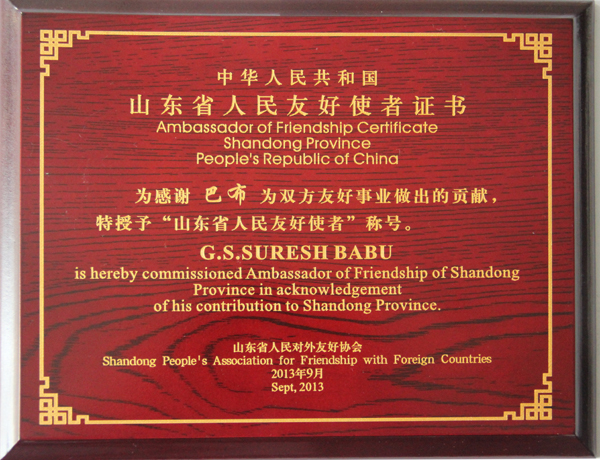 中华人民共和国
山东省人民友好使者证书
Ambassador of Friendship Certificate
Shandong Province
People's Republic of China
为感谢 巴布 为双方友好事业做出的贡献，
特授予“山东省人民友好使者”称号。
G.S.SURESH BABU
is hereby commissioned Ambassador of Friendship of Shandong
Province in acknowledgement
of his contribution to Shandong Province.
山东省人民对外友好协会
Shandong People's Association for Friendship with Foreign Countries
2013年9月
Sept, 2013